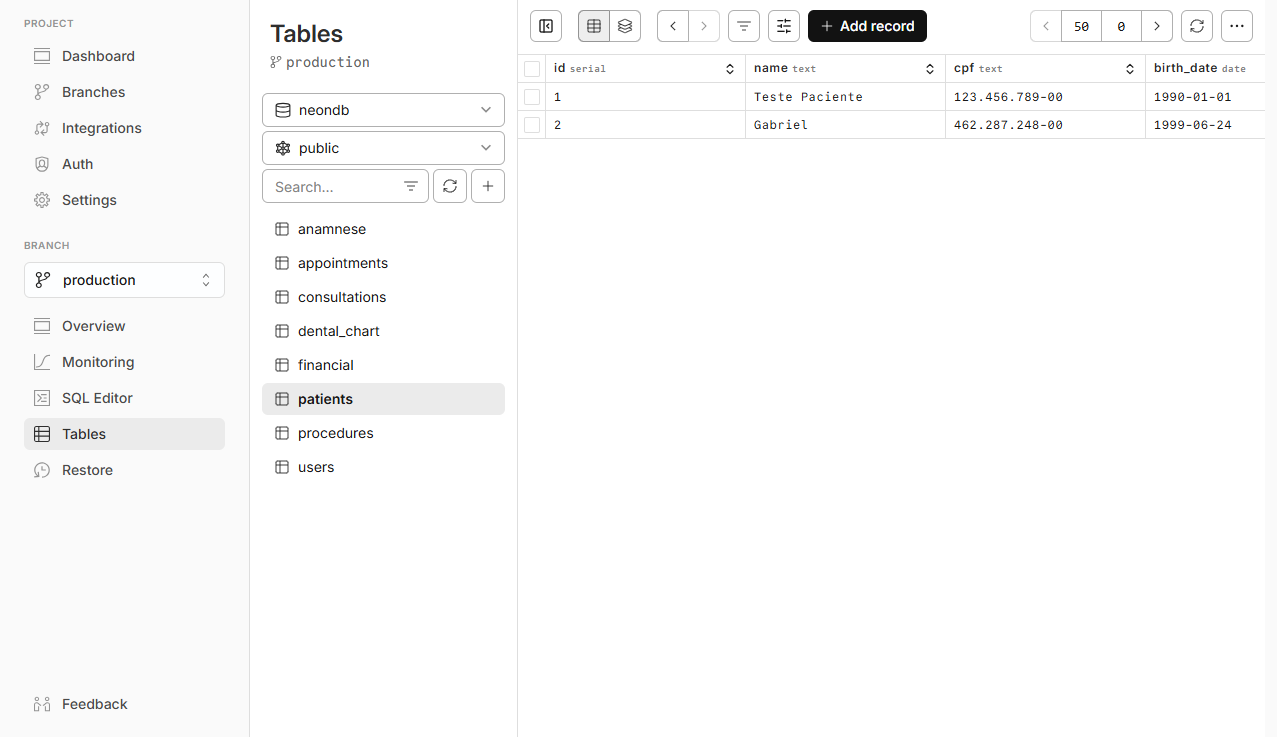 PROJECT
Dashboard
Branches
Integrations
Auth
Settings
BRANCH
production
Overview
Monitoring
SQL Editor
Tables
Restore
Feedback
Tables
production
neondb
public
Search...
anamnese
appointments
consultations
dental_chart
financial
patients
procedures
users
Add record
50 0
id serial name text cpf text birth_date date
1 Teste Paciente 123.456.789-00 1990-01-01
2 Gabriel 462.287.248-00 1999-06-24